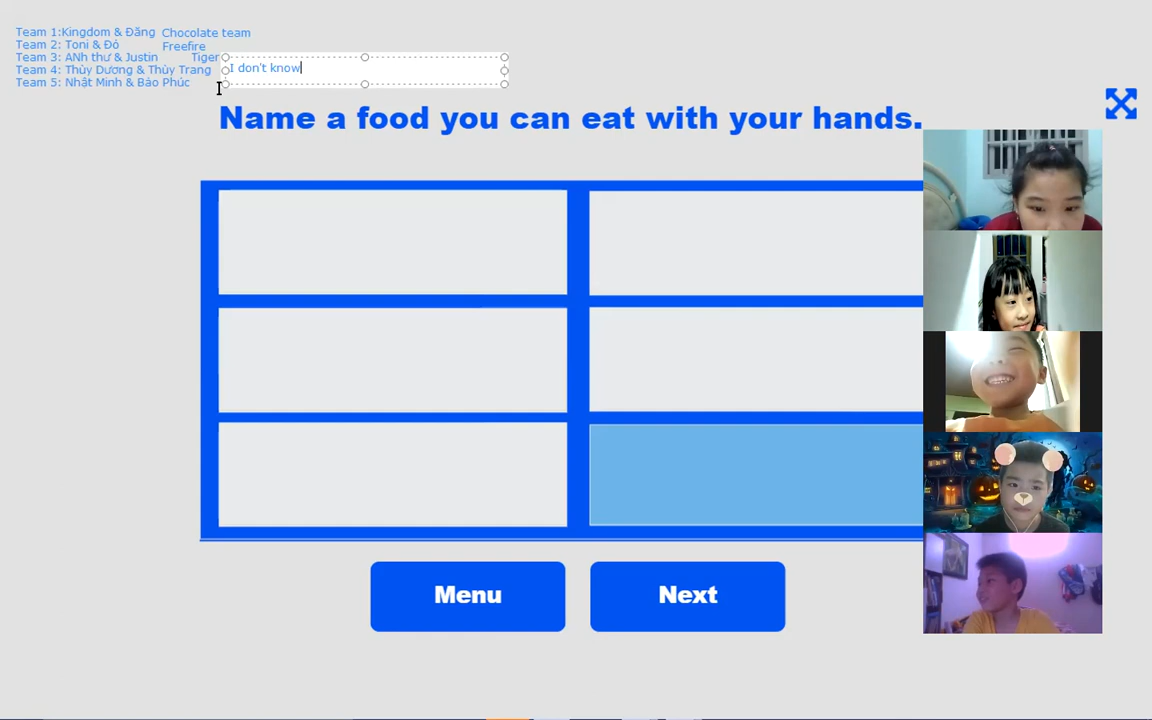 Team 1:Kingdom & Đăng Chocolate team
Team 2: Toni & Đô Freefire
Team 3: ANh thư & Justin Tiger
Team 4: Thùy Dương & Thùy Trang I don't know
Team 5: Nhật Minh & Bảo Phúc
Name a food you can eat with your hands.
Menu Next